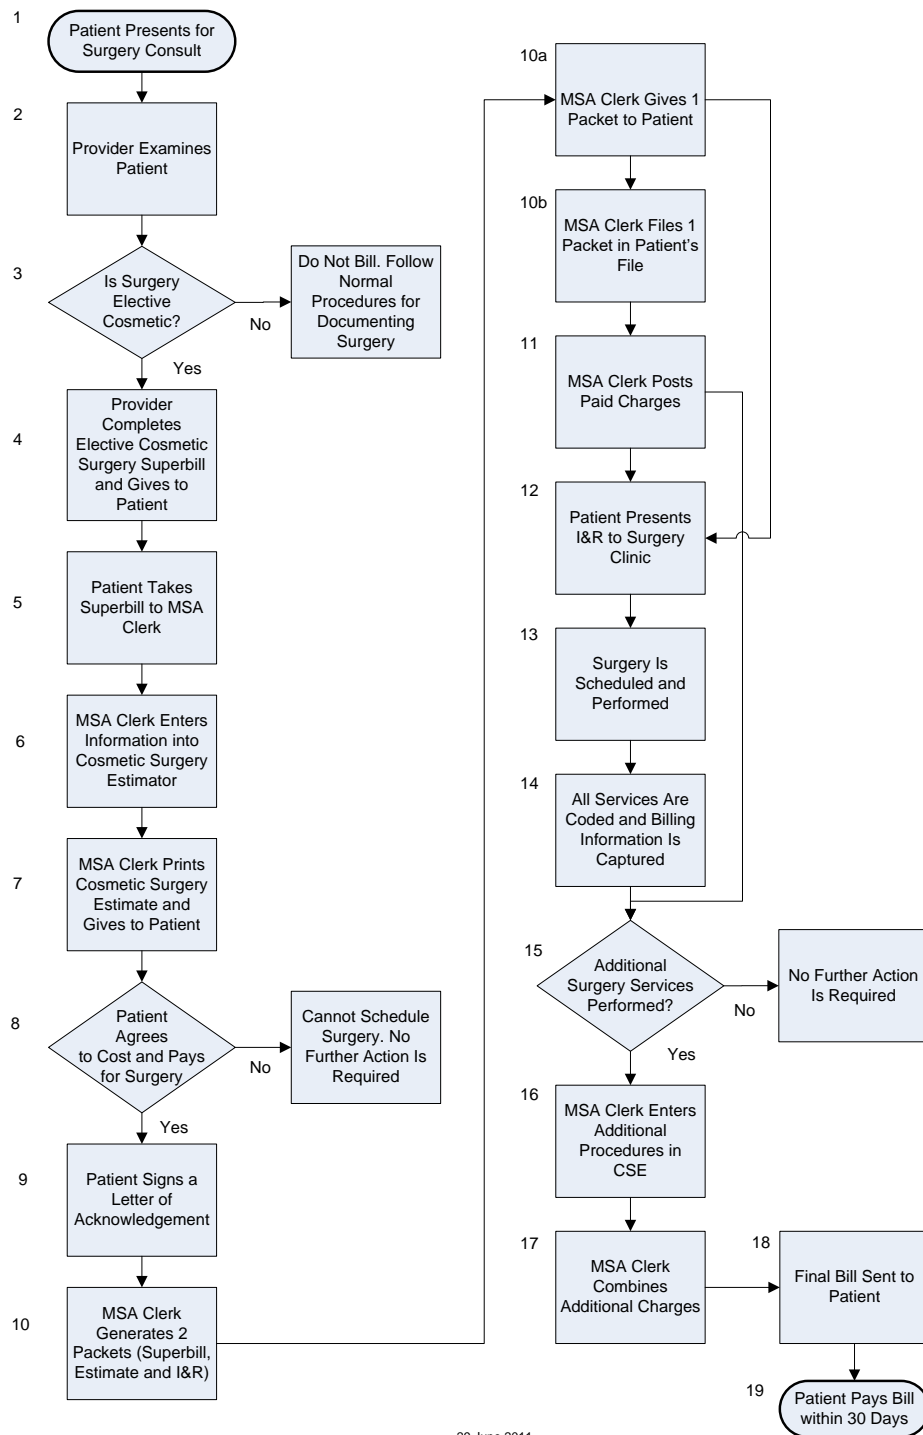 1
Patient Presents for
Surgery Consult
2
Provider Examines
Patient
3
Is Surgery
Elective
Cosmetic?
No
Do Not Bill. Follow
Normal
Procedures for
Documenting
Surgery
Yes
4
Provider
Completes
Elective Cosmetic
Surgery Superbill
and Gives to
Patient
5
Patient Takes
Superbill to MSA
Clerk
6
MSA Clerk Enters
Information into
Cosmetic Surgery
Estimator
7
MSA Clerk Prints
Cosmetic Surgery
Estimate and
Gives to Patient
8
Patient
Agrees
to Cost and Pays
for Surgery
No
Cannot Schedule
Surgery. No
Further Action Is
Required
Yes
9
Patient Signs a
Letter of
Acknowledgement
10
MSA Clerk
Generates 2
Packets (Superbill,
Estimate and I&R)
10a
MSA Clerk Gives 1
Packet to Patient
10b
MSA Clerk Files 1
Packet in Patient's
File
11
MSA Clerk Posts
Paid Charges
12
Patient Presents
I&R to Surgery
Clinic
13
Surgery Is
Scheduled and
Performed
14
All Services Are
Coded and Billing
Information Is
Captured
15
Additional
Surgery Services
Performed?
No
No Further Action
Is Required
Yes
16
MSA Clerk Enters
Additional
Procedures in
CSE
17
MSA Clerk
Combines
Additional Charges
18
Final Bill Sent to
Patient
19
Patient Pays Bill
within 30 Days